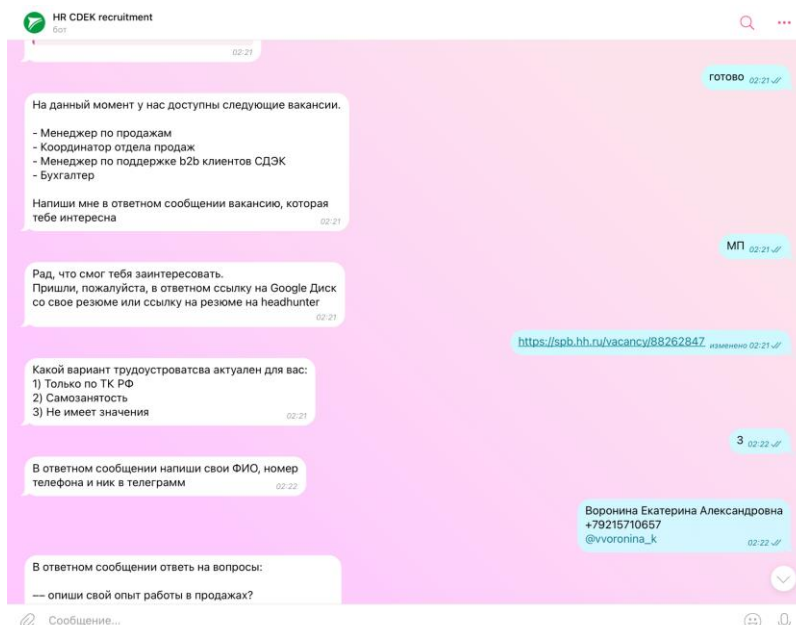 HR CDEK recruitment
бот
02:21
готово 02:21
На данный момент у нас доступны следующие вакансии.
- Менеджер по продажам
- Координатор отдела продаж
- Менеджер по поддержке b2b клиентов СДЭК
- Бухгалтер
Напиши мне в ответном сообщении вакансию, которая
тебе интересна 02:21
МП 02:21
Рад, что смог тебя заинтересовать.
Пришли, пожалуйста, в ответном ссылку на Google Диск
со свое резюме или ссылку на резюме на headhunter
02:21
https://spb.hh.ru/vacancy/88262847 изменено 02:21
Какой вариант трудоустроватсва актуален для вас:
1) Только по ТК РФ
2) Самозанятость
3) Не имеет значения 02:21
3 02:22
В ответном сообщении напиши свои ФИО, номер
телефона и ник в телеграмм 02:22
Воронина Екатерина Александровна
+79215710657
@vvoronina_k 02:22
В ответном сообщении ответь на вопросы:
— опиши свой опыт работы в продажах?
Сообщение...